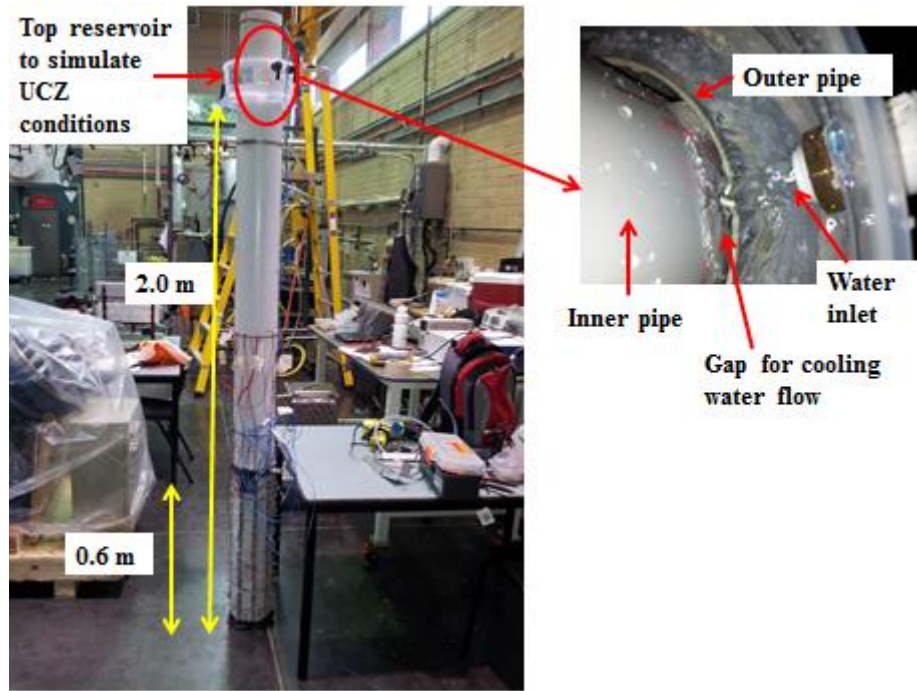 Top reservoir
to simulate
UCZ
conditions
2.0 m
0.6 m
Outer pipe
Inner pipe
Water
inlet
Gap for cooling
water flow